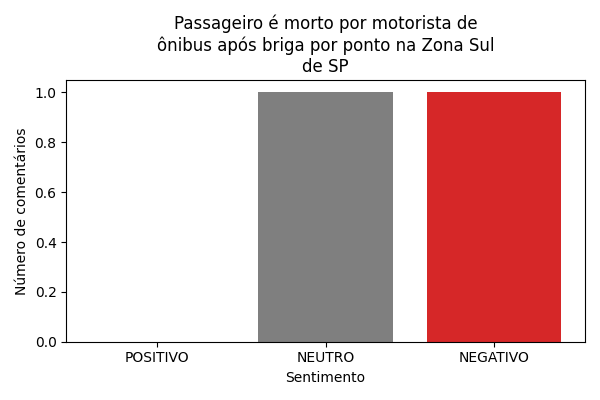 Passageiro é morto por motorista de
ônibus após briga por ponto na Zona Sul
de SP
Número de comentários
1.0
0.8
0.6
0.4
0.2
0.0
POSITIVO NEUTRO NEGATIVO
Sentimento